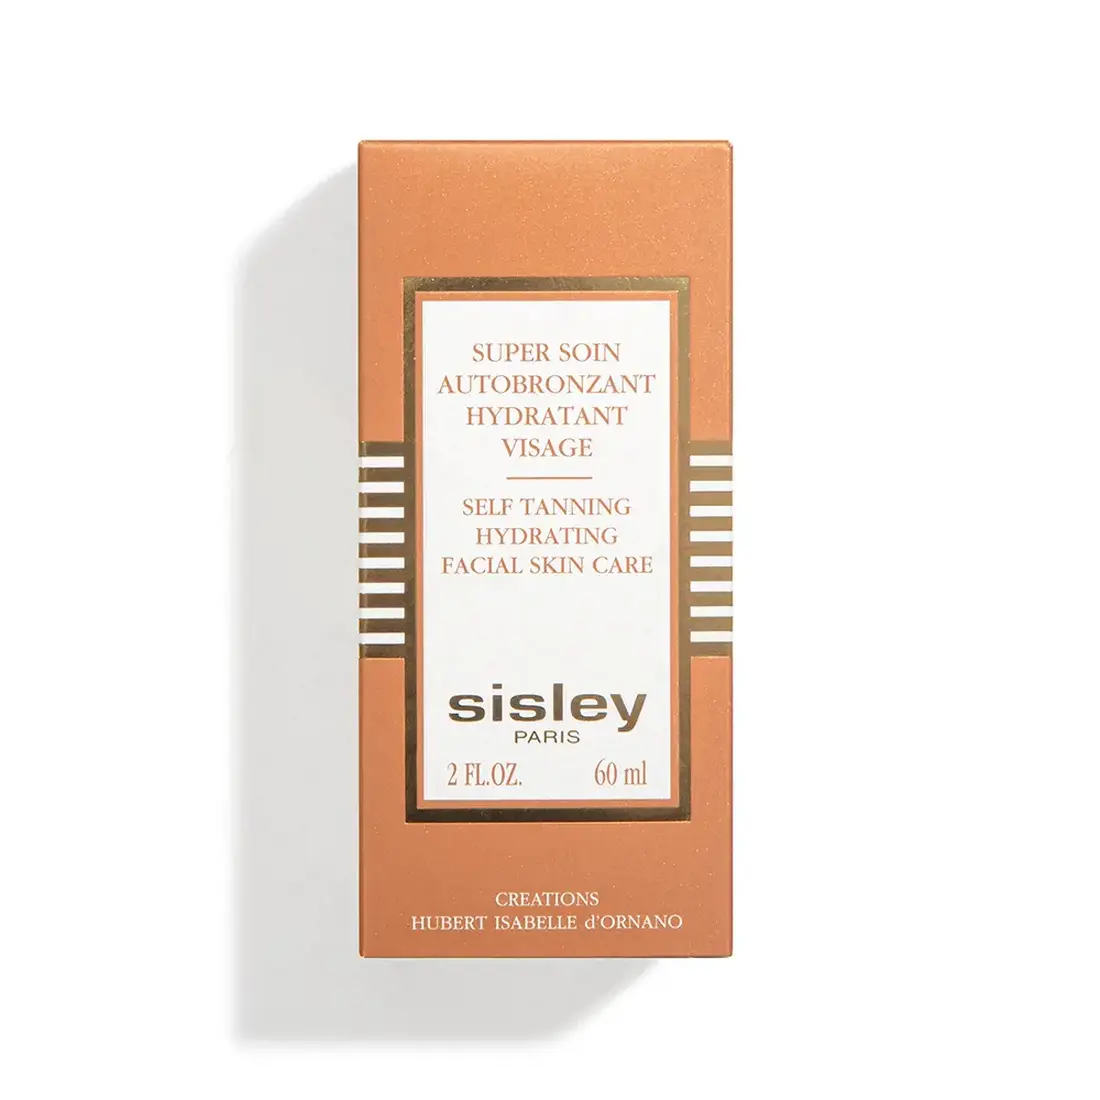 SUPER SOIN
AUTOBRONZANT
HYDRATANT
VISAGE
SELF TANNING
HYDRATING
FACIAL SKIN CARE
sisley
PARIS
2 FL.OZ. 60 ml
CREATIONS
HUBERT ISABELLE d'ORNANO